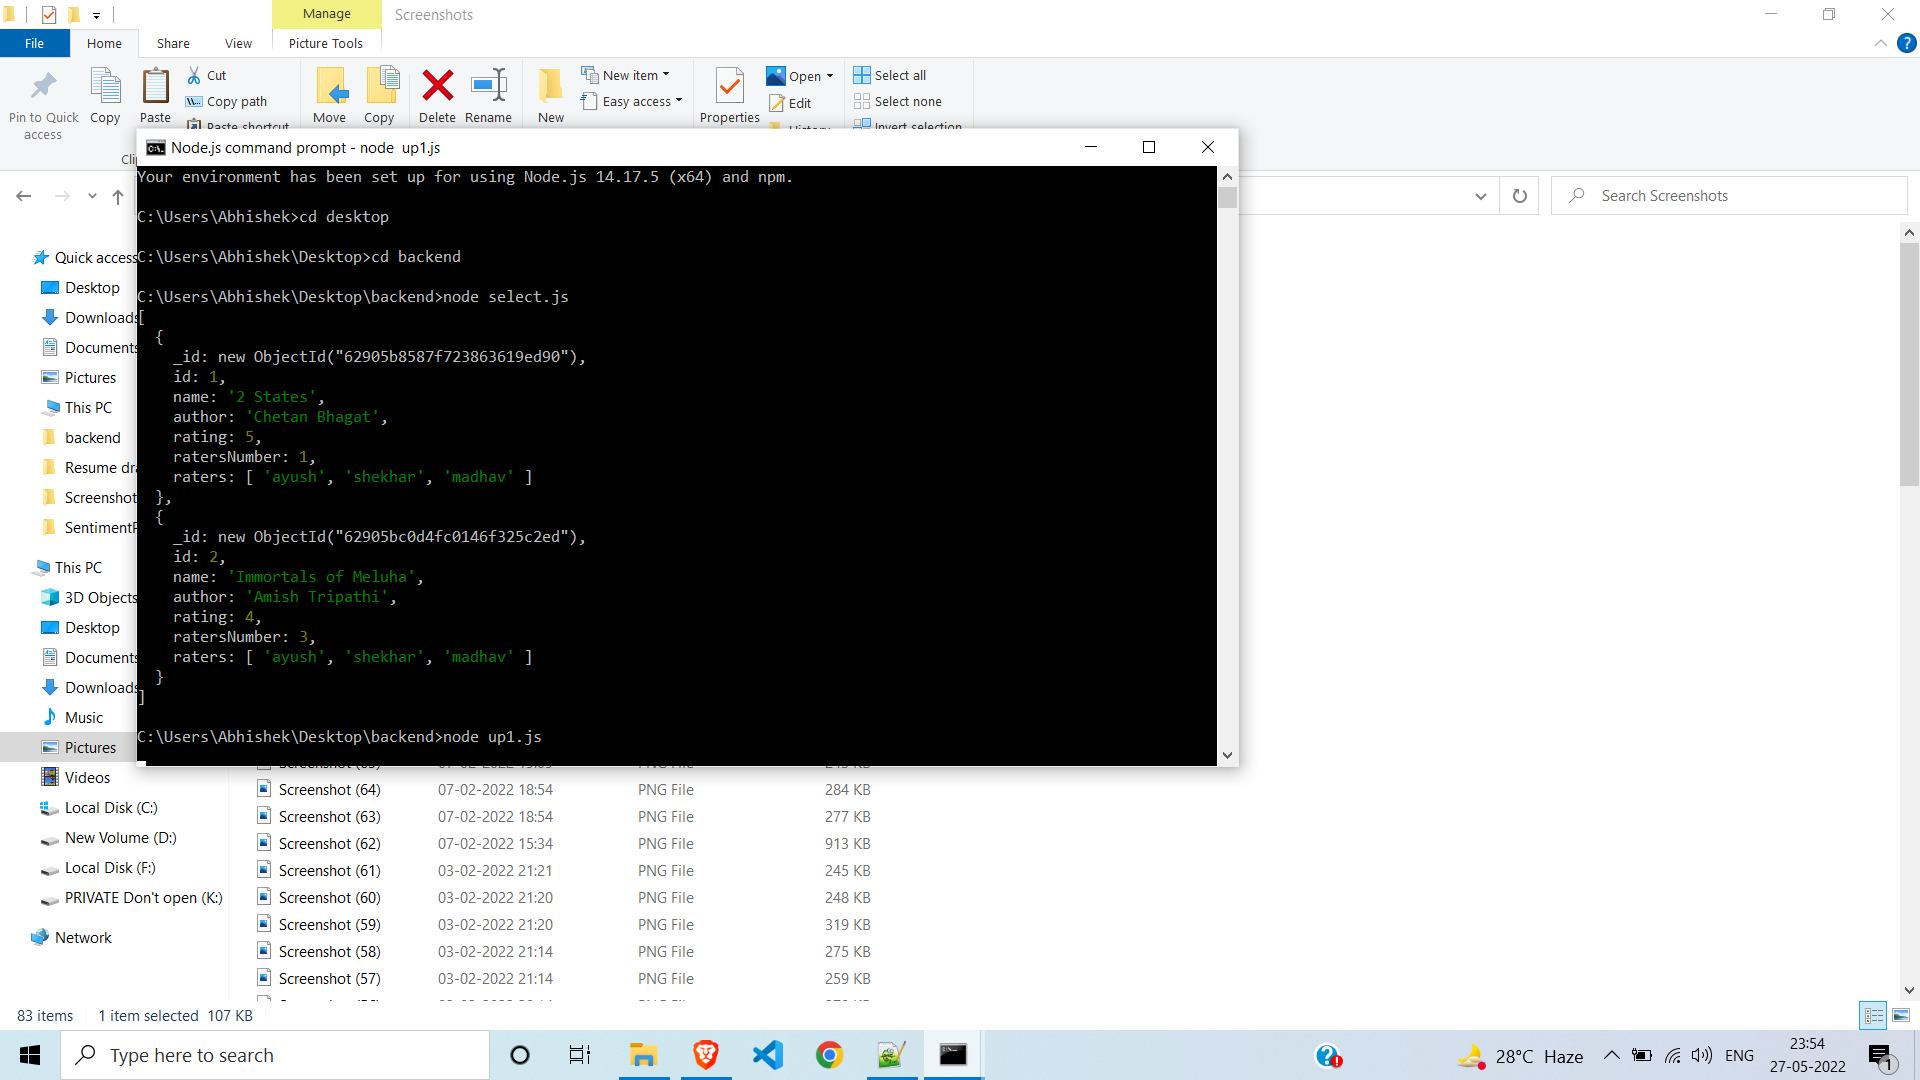 Manage
Screenshots
File
Home
Share
View
Picture Tools
Pin to Quick
access
Copy
Paste
Cut
Copy path
Paste shortcut
Move
Copy
Delete
Rename
New
New item
Easy access
Properties
Open
Edit
History
Select all
Select none
Invert selection
Node.js command prompt - node  up1.js
Search Screenshots
Your environment has been set up for using Node.js 14.17.5 (x64) and npm.
C:\Users\Abhishek>cd desktop
C:\Users\Abhishek\Desktop>cd backend
C:\Users\Abhishek\Desktop\backend>node select.js
[
{
_id: new ObjectId("62905b8587f723863619ed90"),
id: 1,
name: '2 States',
author: 'Chetan Bhagat',
rating: 5,
ratersNumber: 1,
raters: [ 'ayush', 'shekhar', 'madhav' ]
},
{
_id: new ObjectId("62905bc0d4fc0146f325c2ed"),
id: 2,
name: 'Immortals of Meluha',
author: 'Amish Tripathi',
rating: 4,
ratersNumber: 3,
raters: [ 'ayush', 'shekhar', 'madhav' ]
}
]
C:\Users\Abhishek\Desktop\backend>node up1.js
Quick access
Desktop
Downloads
Documents
Pictures
This PC
backend
Resume dra
Screenshot
SentimentP
This PC
3D Objects
Desktop
Documents
Downloads
Music
Pictures
Videos
Local Disk (C:)
New Volume (D:)
Local Disk (F:)
PRIVATE Don't open (K:)
Network
Screenshot (64) 07-02-2022 18:54 PNG File 284 KB
Screenshot (63) 07-02-2022 18:54 PNG File 277 KB
Screenshot (62) 07-02-2022 15:34 PNG File 913 KB
Screenshot (61) 03-02-2022 21:21 PNG File 245 KB
Screenshot (60) 03-02-2022 21:20 PNG File 248 KB
Screenshot (59) 03-02-2022 21:20 PNG File 319 KB
Screenshot (58) 03-02-2022 21:14 PNG File 275 KB
Screenshot (57) 03-02-2022 21:14 PNG File 259 KB
83 items
1 item selected 107 KB
Type here to search
28°C Haze
ENG
23:54
27-05-2022
1